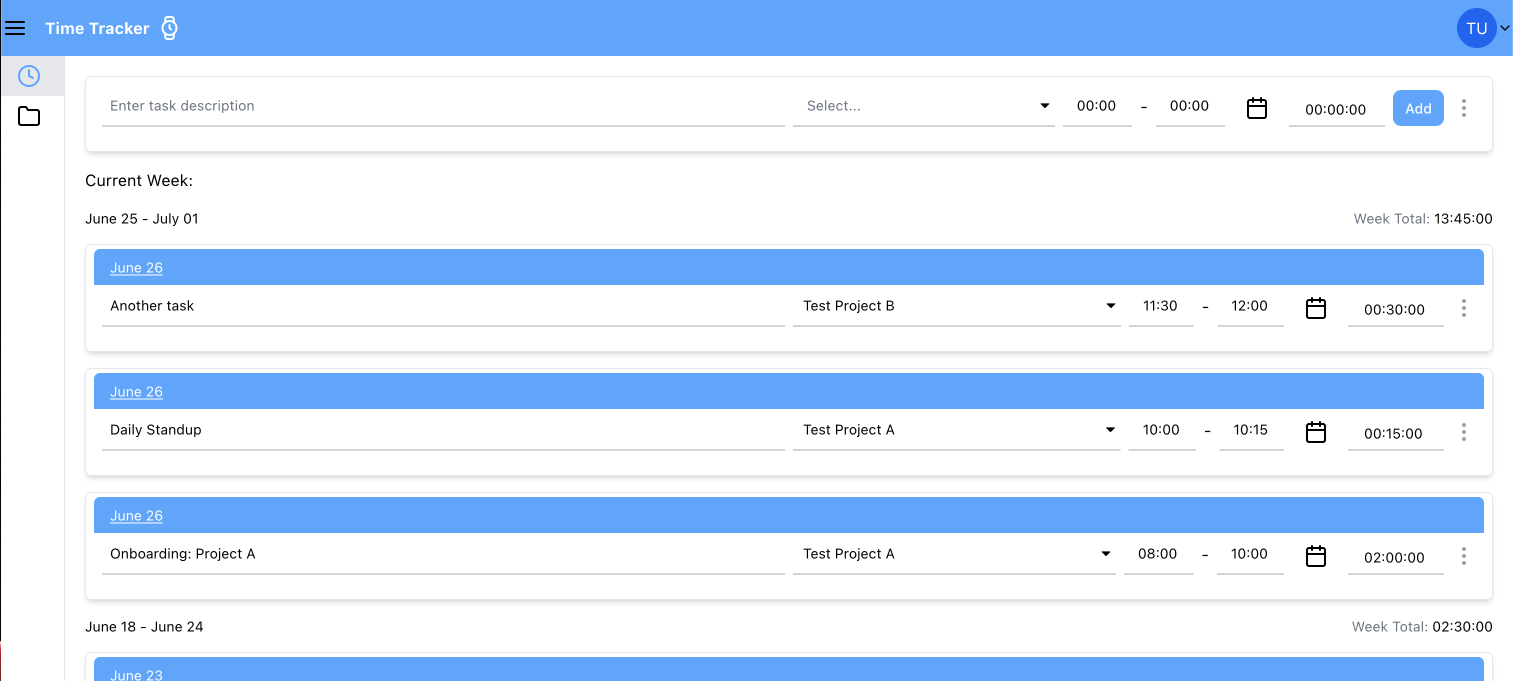 Time Tracker TU
Enter task description Select... 00:00 - 00:00 00:00:00 Add
Current Week:
June 25 - July 01 Week Total: 13:45:00
June 26
Another task Test Project B 11:30 - 12:00 00:30:00
June 26
Daily Standup Test Project A 10:00 - 10:15 00:15:00
June 26
Onboarding: Project A Test Project A 08:00 - 10:00 02:00:00
June 18 - June 24 Week Total: 02:30:00
June 23